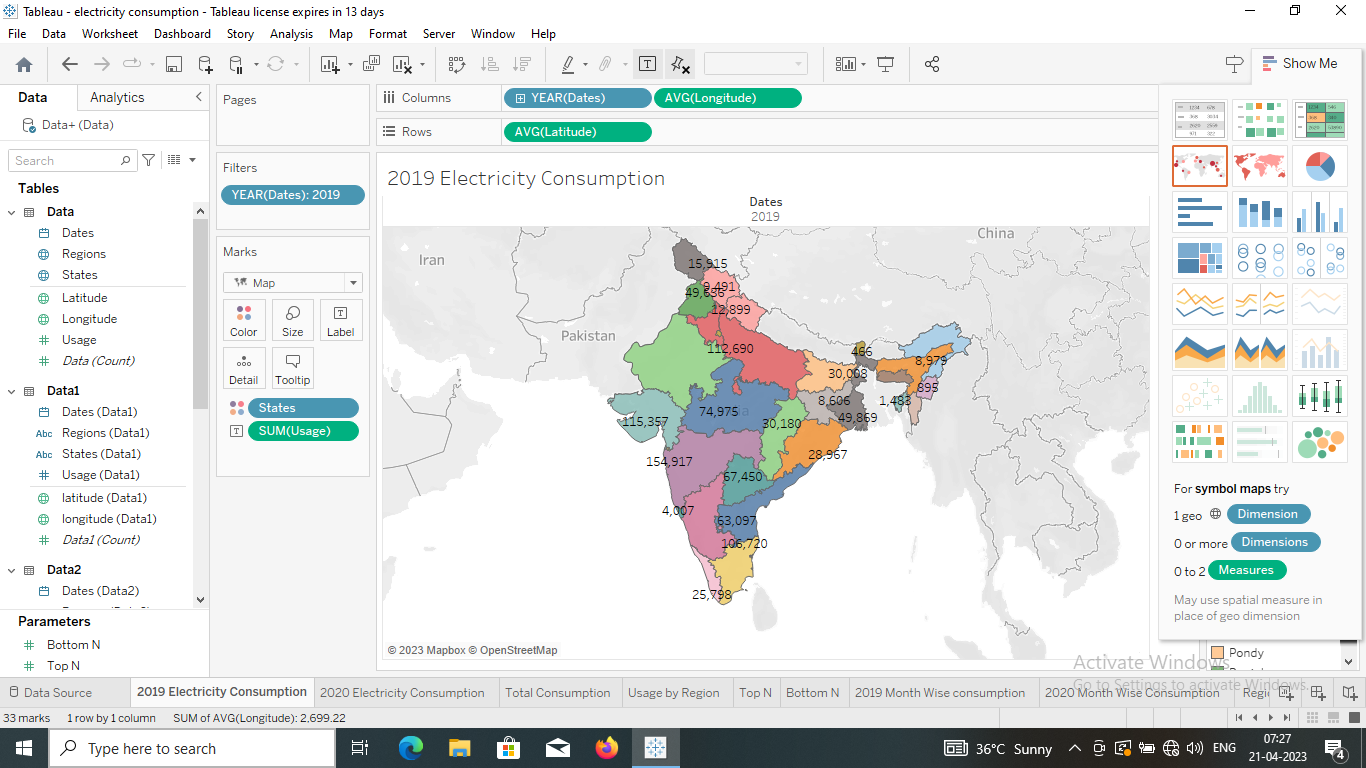 Tableau - electricity consumption - Tableau license expires in 13 days
File Data Worksheet Dashboard Story Analysis Map Format Server Window Help
Show Me
Data Analytics
Data+ (Data)
Search
Tables
Data
Dates
Regions
States
Latitude
Longitude
Usage
Data (Count)
Data1
Dates (Data1)
Abc Regions (Data1)
Abc States (Data1)
Usage (Data1)
latitude (Data1)
longitude (Data1)
Data1 (Count)
Data2
Dates (Data2)
Parameters
Bottom N
Top N
Pages
Filters
YEAR(Dates): 2019
Marks
Map
Color Size Label
Detail Tooltip
States
SUM(Usage)
Columns YEAR(Dates) AVG(Longitude)
Rows AVG(Latitude)
2019 Electricity Consumption
Dates
2019
China
Iran
Pakistan
15,915
9,491
49,656
12,899
112,690
466
8,979
30,008
895
8,606
1,483
74,975
49,869
115,357
30,180
28,967
154,917
67,450
4,007
63,097
106,720
25,798
© 2023 Mapbox © OpenStreetMap
For symbol maps try
1 geo Dimension
0 or more Dimensions
0 to 2 Measures
May use spatial measure in
place of geo dimension
Pondy
Activate Windows
Go to Settings to activate Windows.
Data Source 2019 Electricity Consumption 2020 Electricity Consumption Total Consumption Usage by Region Top N Bottom N 2019 Month Wise consumption 2020 Month Wise Consumption Regi
33 marks 1 row by 1 column SUM of AVG(Longitude): 2,699.22
Type here to search
36°C Sunny
ENG
07:27
21-04-2023
4